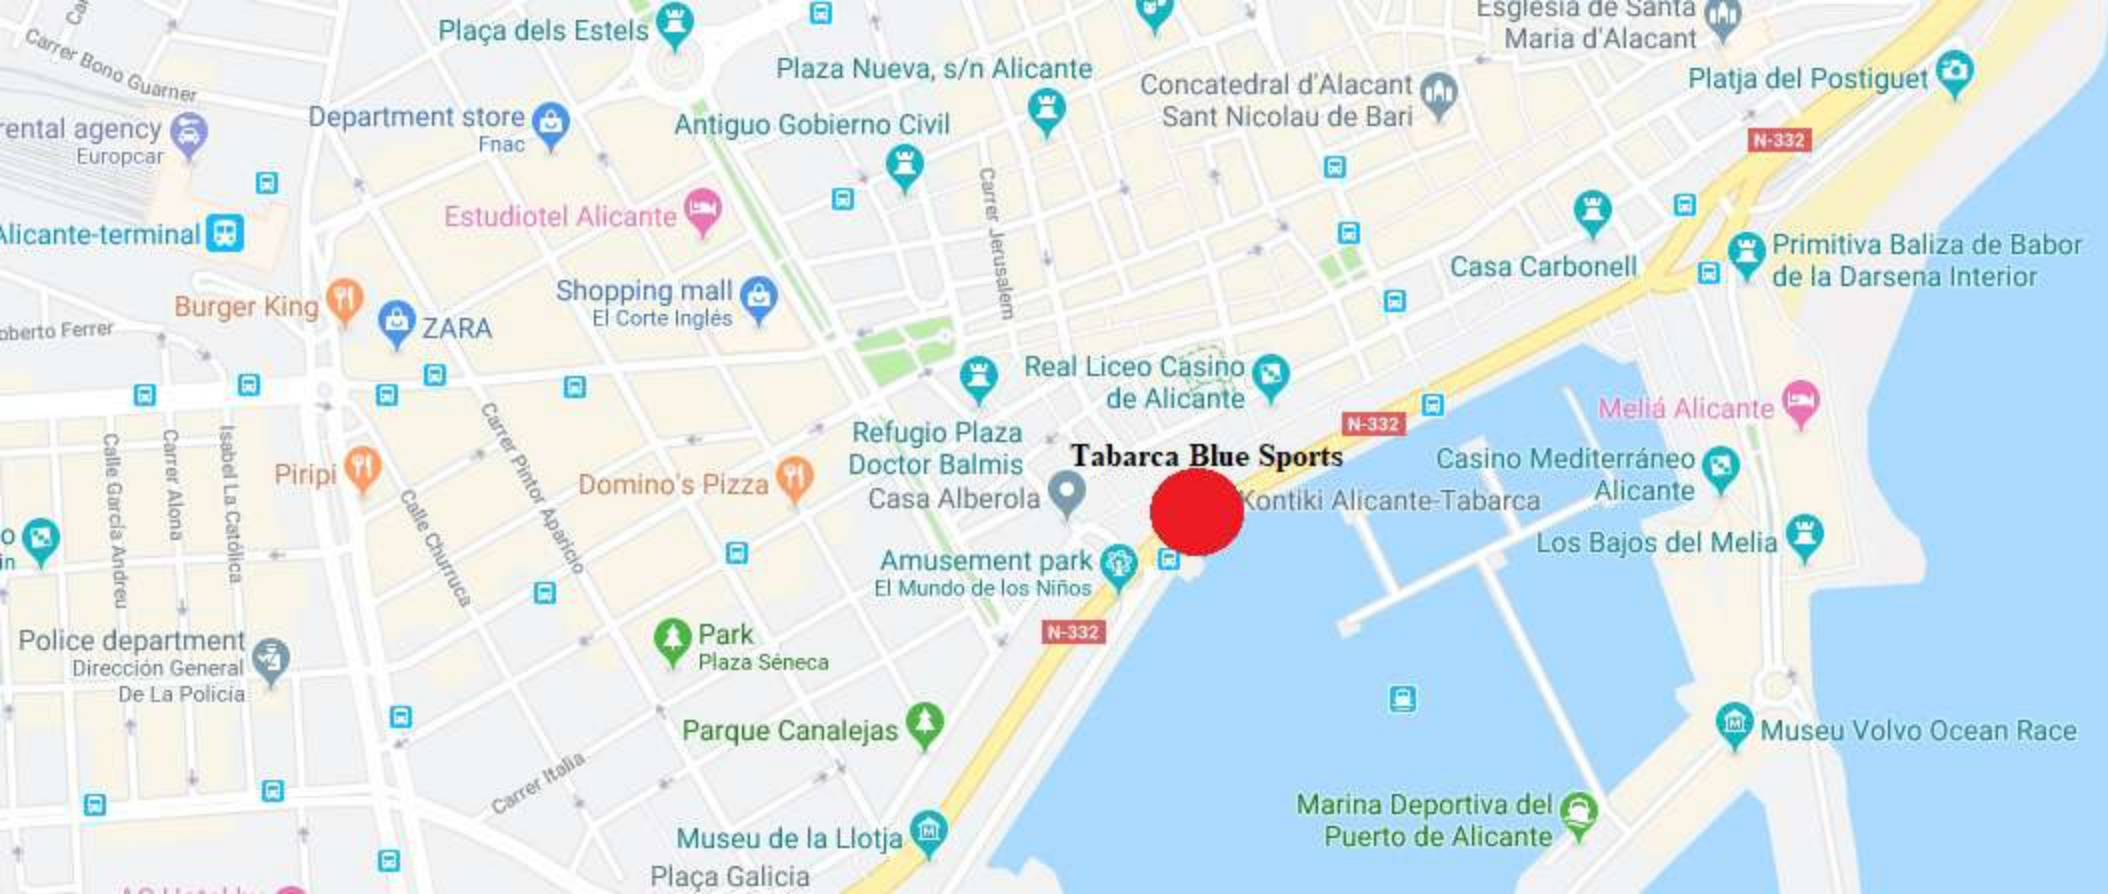 Plaça dels Estels
Esglesia de Santa
Maria d'Alacant
Carrer Bono Guarner
Plaza Nueva, s/n Alicante
Concatedral d'Alacant
Sant Nicolau de Bari
Platja del Postiguet
rental agency
Europcar
Department store
Fnac
Antiguo Gobierno Civil
N-332
Carrer Jerusalem
Estudiotel Alicante
Alicante-terminal
Casa Carbonell
Primitiva Baliza de Babor
de la Darsena Interior
Burger King
ZARA
Shopping mall
El Corte Inglés
oberto Ferrer
Real Liceo Casino
de Alicante
Meliá Alicante
N-332
Refugio Plaza
Doctor Balmis
Tabarca Blue Sports
Casino Mediterráneo
Alicante
Piripi
Domino's Pizza
Casa Alberola
Kontiki Alicante-Tabarca
Calle García Andreu
Carrer Alona
Isabel La Católica
Calle Churruca
Carrer Pintor Aparicio
o
in
Los Bajos del Melia
Amusement park
El Mundo de los Niños
N-332
Police department
Dirección General
De La Policía
Park
Plaza Séneca
Parque Canalejas
Museu Volvo Ocean Race
Carrer Italia
Marina Deportiva del
Puerto de Alicante
Museu de la Llotja
Plaça Galicia